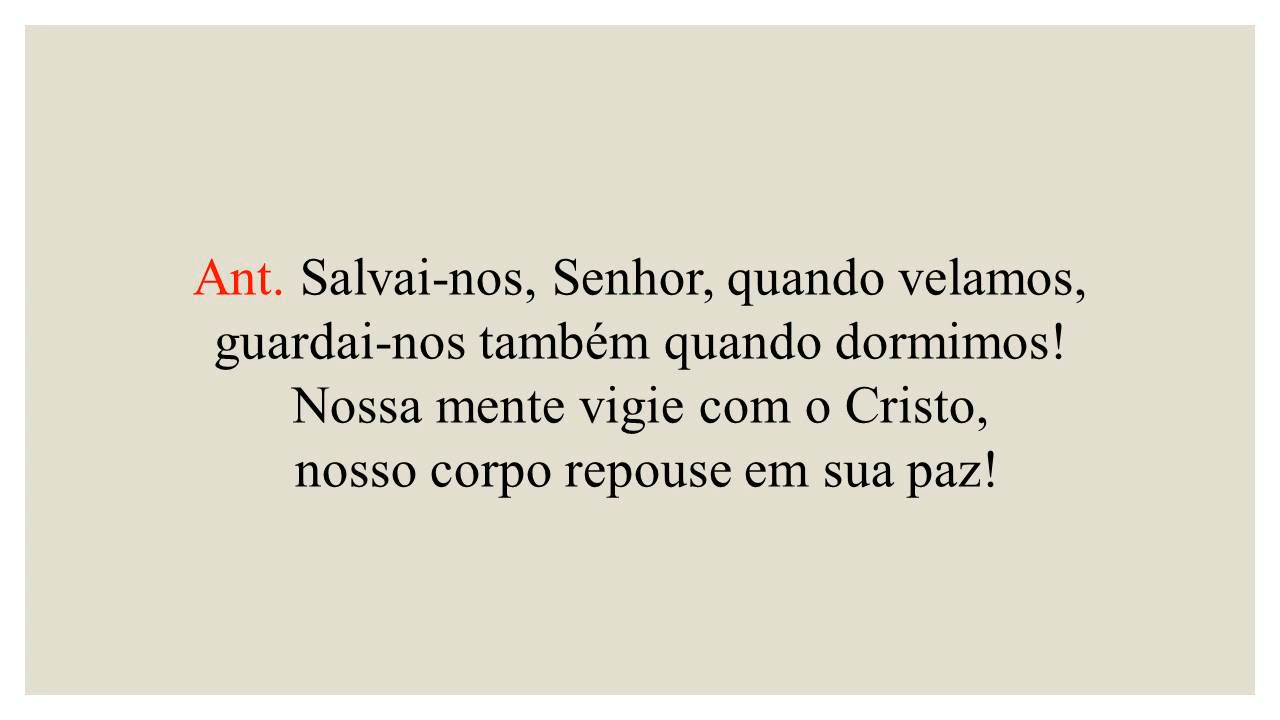 Ant. Salvai-nos, Senhor, quando velamos,
guardai-nos também quando dormimos!
Nossa mente vigie com o Cristo,
nosso corpo repouse em sua paz!